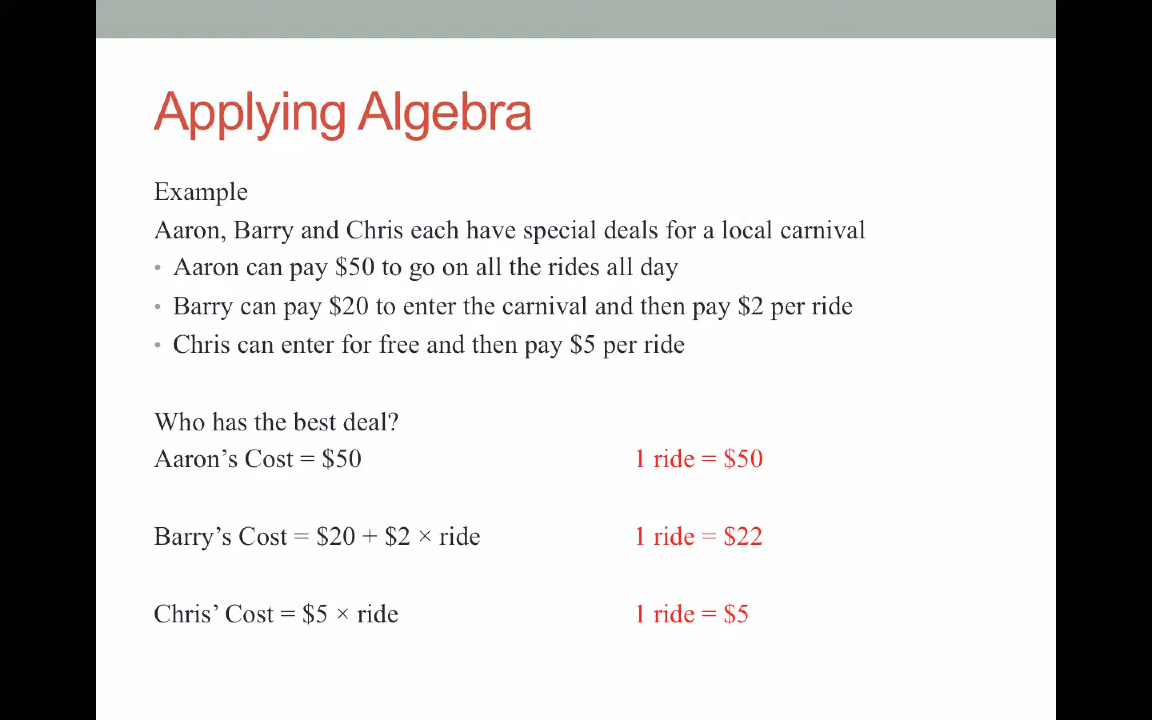 Applying Algebra
Example
Aaron, Barry and Chris each have special deals for a local carnival
• Aaron can pay $50 to go on all the rides all day
• Barry can pay $20 to enter the carnival and then pay $2 per ride
• Chris can enter for free and then pay $5 per ride
Who has the best deal?
Aaron’s Cost = $50 1 ride = $50
Barry’s Cost = $20 + $2 × ride 1 ride = $22
Chris’ Cost = $5 × ride 1 ride = $5